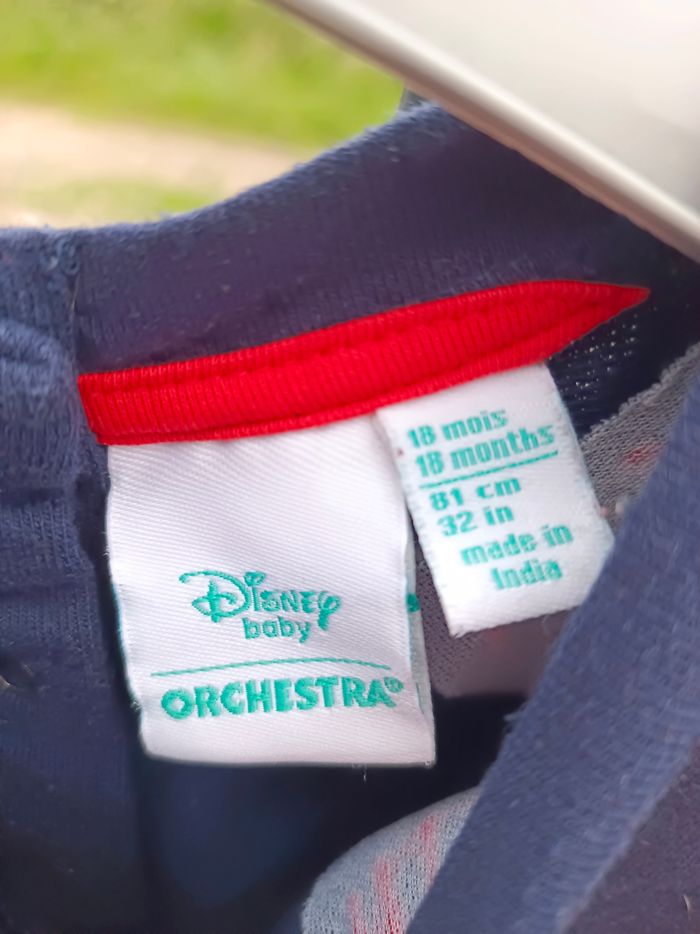 18 mois
18 months
81 cm
32 in
made in
India
Disney
baby
ORCHESTRA®